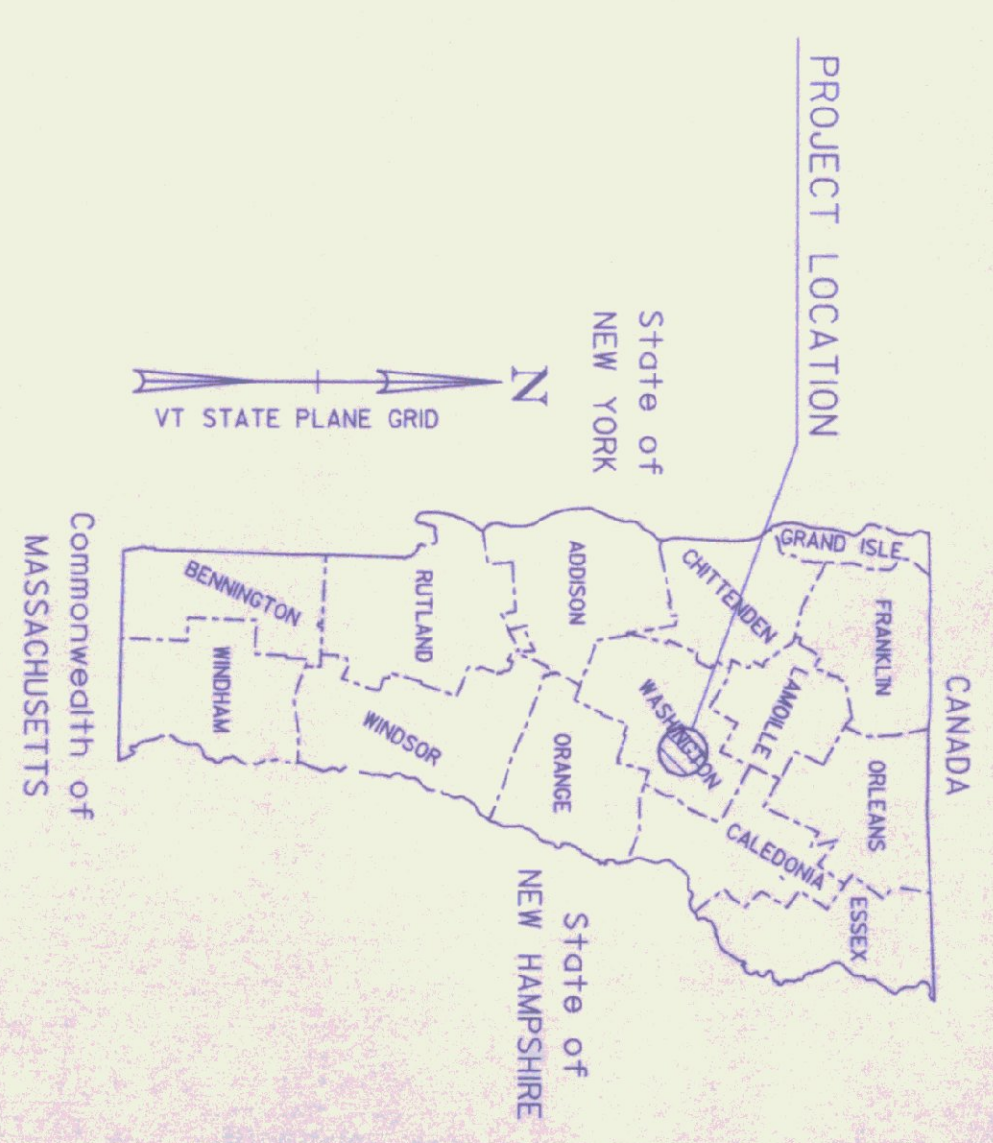 PROJECT LOCATION
CANADA
State of
NEW YORK
GRAND ISLE
FRANKLIN
ORLEANS
ESSEX
CHITTENDEN
LAMOILLE
CALEDONIA
WASHINGTON
ADDISON
ORANGE
RUTLAND
WINDSOR
BENNINGTON
WINDHAM
State of
NEW HAMPSHIRE
N
VT STATE PLANE GRID
Commonwealth of
MASSACHUSETTS